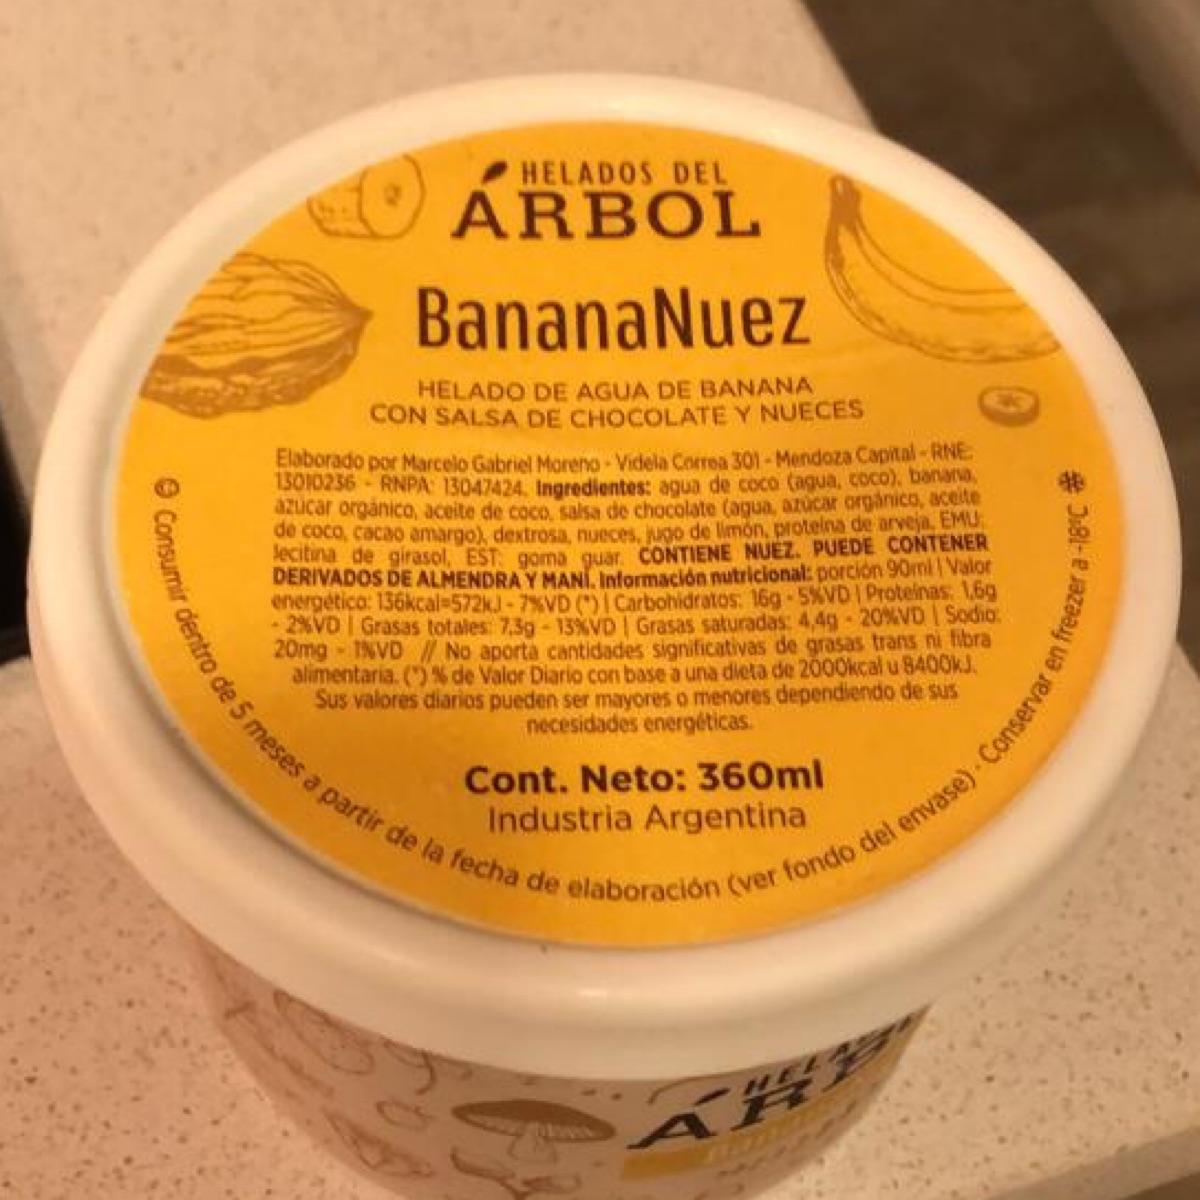 HELADOS DEL
ÁRBOL
BananaNuez
HELADO DE AGUA DE BANANA
CON SALSA DE CHOCOLATE Y NUECES
Elaborado por Marcelo Gabriel Moreno - Videla Correa 301 - Mendoza Capital - RNE:
13010236 - RNPA: 13047424. Ingredientes: agua de coco (agua, coco), banana,
azúcar orgánico, aceite de coco, salsa de chocolate (agua, azúcar orgánico, aceite
de coco, cacao amargo), dextrosa, nueces, jugo de limón, proteína de arveja, EMU:
lecitina de girasol, EST: goma guar. CONTIENE NUEZ. PUEDE CONTENER
DERIVADOS DE ALMENDRA Y MANÍ. Información nutricional: porción 90ml | Valor
energético: 136kcal=572kJ - 7%VD (*) | Carbohidratos: 16g - 5%VD | Proteínas: 1,6g
- 2%VD | Grasas totales: 7,3g - 13%VD | Grasas saturadas: 4,4g - 20%VD | Sodio:
20mg - 1%VD // No aporta cantidades significativas de grasas trans ni fibra
alimentaria. (*) % de Valor Diario con base a una dieta de 2000kcal u 8400kJ.
Sus valores diarios pueden ser mayores o menores dependiendo de sus
necesidades energéticas.
Cont. Neto: 360ml
Industria Argentina
Consumir dentro de 5 meses a partir de la fecha de elaboración (ver fondo del envase) · Conservar en freezer a -18ºC